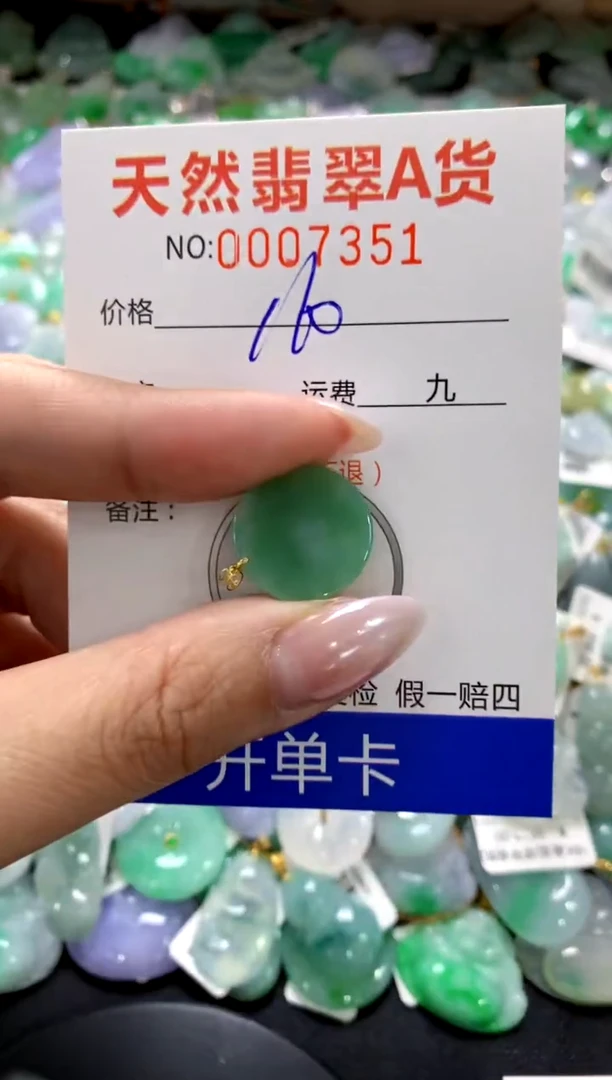 天然翡翠A货
NO:0007351
价格
运费 九
退）
备注：
检 假一赔四
开单卡